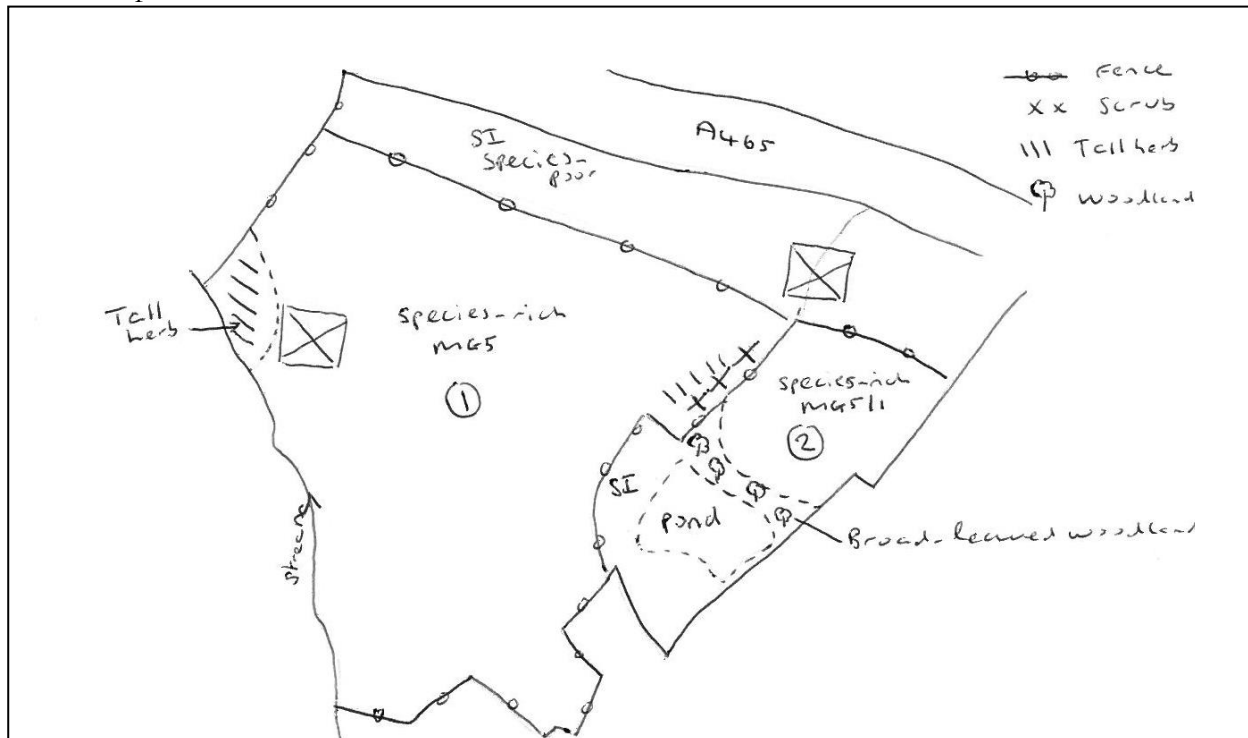 Fence
Scrub
Tall herb
Woodland
A465
SI
Species-
poor
Tall
herb
Species-rich
MG5
1
Species-rich
MG5/1
2
SI
Pond
Broad-leaved woodland
Stream